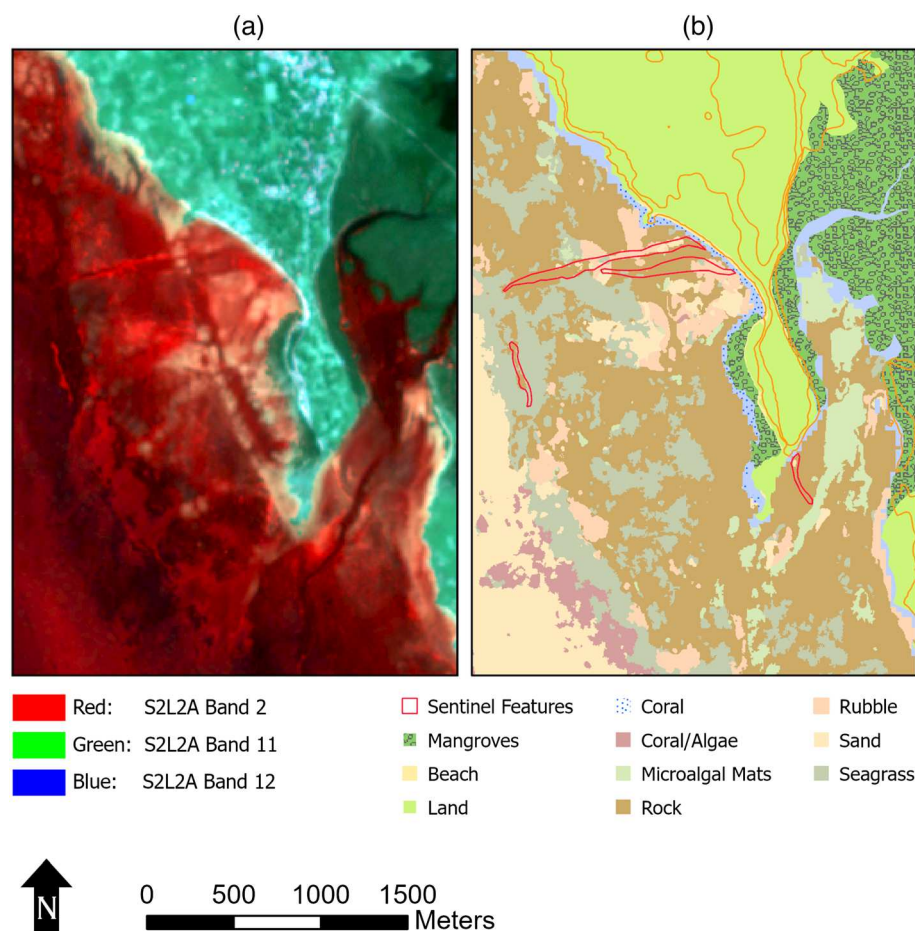 (a) (b)
Red: S2L2A Band 2
Green: S2L2A Band 11
Blue: S2L2A Band 12
Sentinel Features
Mangroves
Beach
Land
Coral
Coral/Algae
Microalgal Mats
Rock
Rubble
Sand
Seagrass
N
0 500 1000 1500
Meters